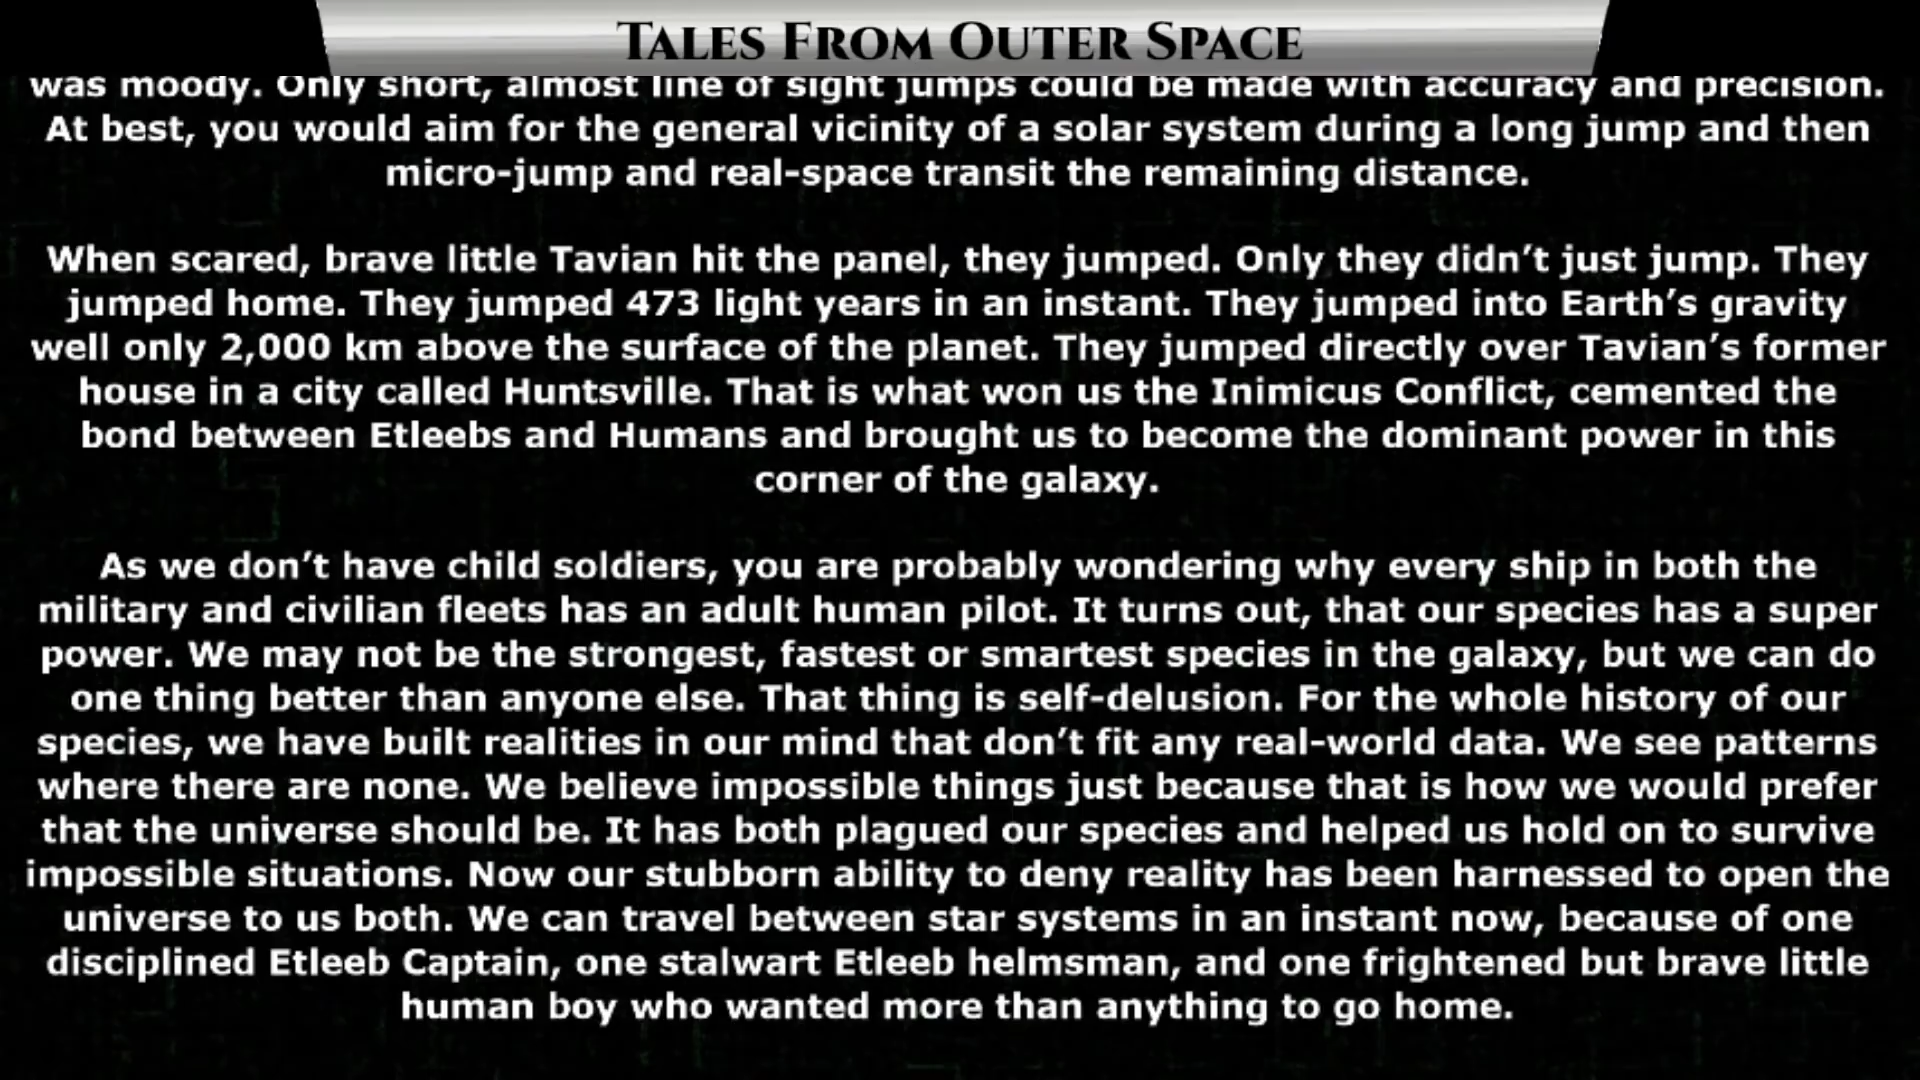 Tales From Outer Space
was moody. Only short, almost line of sight jumps could be made with accuracy and precision.
At best, you would aim for the general vicinity of a solar system during a long jump and then
micro-jump and real-space transit the remaining distance.
When scared, brave little Tavian hit the panel, they jumped. Only they didn’t just jump. They
jumped home. They jumped 473 light years in an instant. They jumped into Earth’s gravity
well only 2,000 km above the surface of the planet. They jumped directly over Tavian’s former
house in a city called Huntsville. That is what won us the Inimicus Conflict, cemented the
bond between Etleebs and Humans and brought us to become the dominant power in this
corner of the galaxy.
As we don’t have child soldiers, you are probably wondering why every ship in both the
military and civilian fleets has an adult human pilot. It turns out, that our species has a super
power. We may not be the strongest, fastest or smartest species in the galaxy, but we can do
one thing better than anyone else. That thing is self-delusion. For the whole history of our
species, we have built realities in our mind that don’t fit any real-world data. We see patterns
where there are none. We believe impossible things just because that is how we would prefer
that the universe should be. It has both plagued our species and helped us hold on to survive
impossible situations. Now our stubborn ability to deny reality has been harnessed to open the
universe to us both. We can travel between star systems in an instant now, because of one
disciplined Etleeb Captain, one stalwart Etleeb helmsman, and one frightened but brave little
human boy who wanted more than anything to go home.